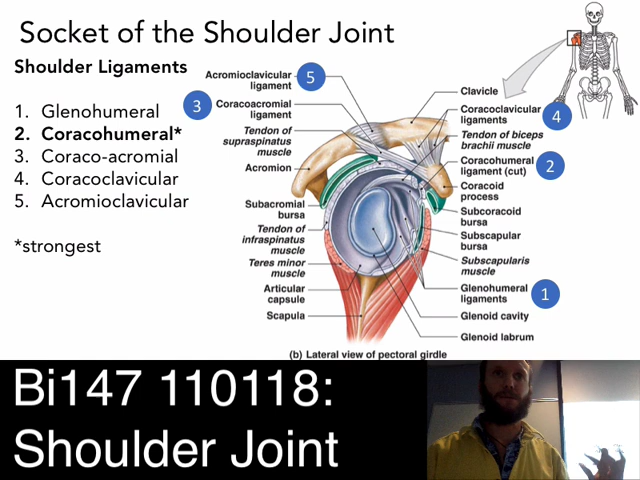 Socket of the Shoulder Joint
Shoulder Ligaments
1. Glenohumeral
2. Coracohumeral*
3. Coraco-acromial
4. Coracoclavicular
5. Acromioclavicular
*strongest
Acromioclavicular
ligament
5
3
Coracoacromial
ligament
Tendon of
supraspinatus
muscle
Acromion
Subacromial
bursa
Tendon of
infraspinatus
muscle
Teres minor
muscle
Articular
capsule
Scapula
Clavicle
Coracoclavicular
ligaments
4
Tendon of biceps
brachii muscle
Coracohumeral
ligament (cut)
2
Coracoid
process
Subcoracoid
bursa
Subscapular
bursa
Subscapularis
muscle
Glenohumeral
ligaments
1
Glenoid cavity
Glenoid labrum
(b) Lateral view of pectoral girdle
Bi147 110118:
Shoulder Joint